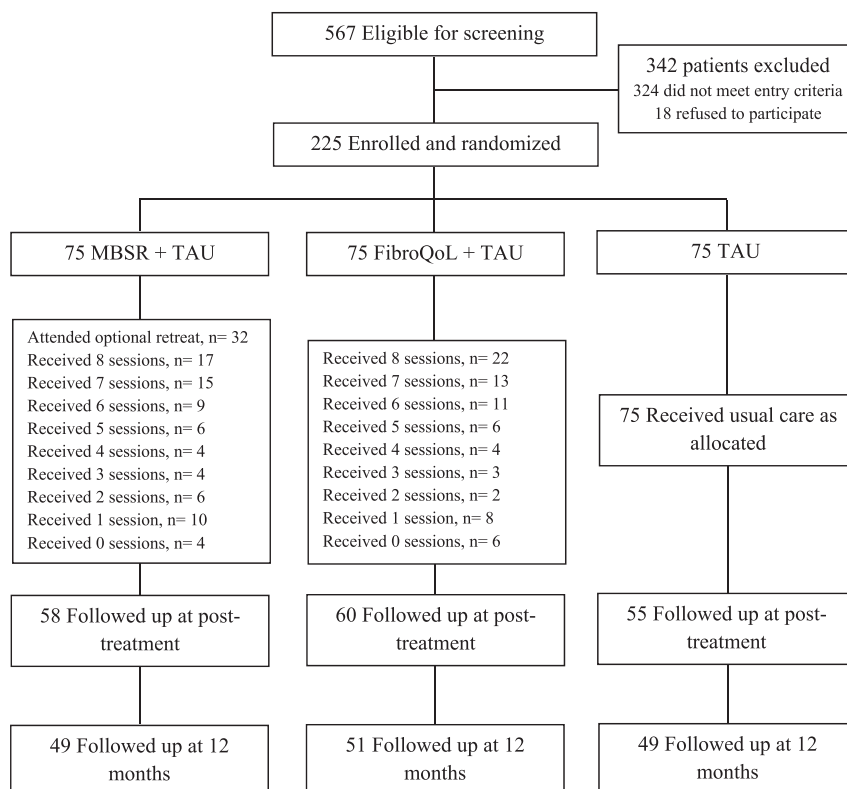 567 Eligible for screening
342 patients excluded
324 did not meet entry criteria
18 refused to participate
225 Enrolled and randomized
75 MBSR + TAU
75 FibroQoL + TAU
75 TAU
Attended optional retreat, n= 32
Received 8 sessions, n= 17
Received 7 sessions, n= 15
Received 6 sessions, n= 9
Received 5 sessions, n= 6
Received 4 sessions, n= 4
Received 3 sessions, n= 4
Received 2 sessions, n= 6
Received 1 session, n= 10
Received 0 sessions, n= 4
Received 8 sessions, n= 22
Received 7 sessions, n= 13
Received 6 sessions, n= 11
Received 5 sessions, n= 6
Received 4 sessions, n= 4
Received 3 sessions, n= 3
Received 2 sessions, n= 2
Received 1 session, n= 8
Received 0 sessions, n= 6
75 Received usual care as
allocated
58 Followed up at post-
treatment
60 Followed up at post-
treatment
55 Followed up at post-
treatment
49 Followed up at 12
months
51 Followed up at 12
months
49 Followed up at 12
months